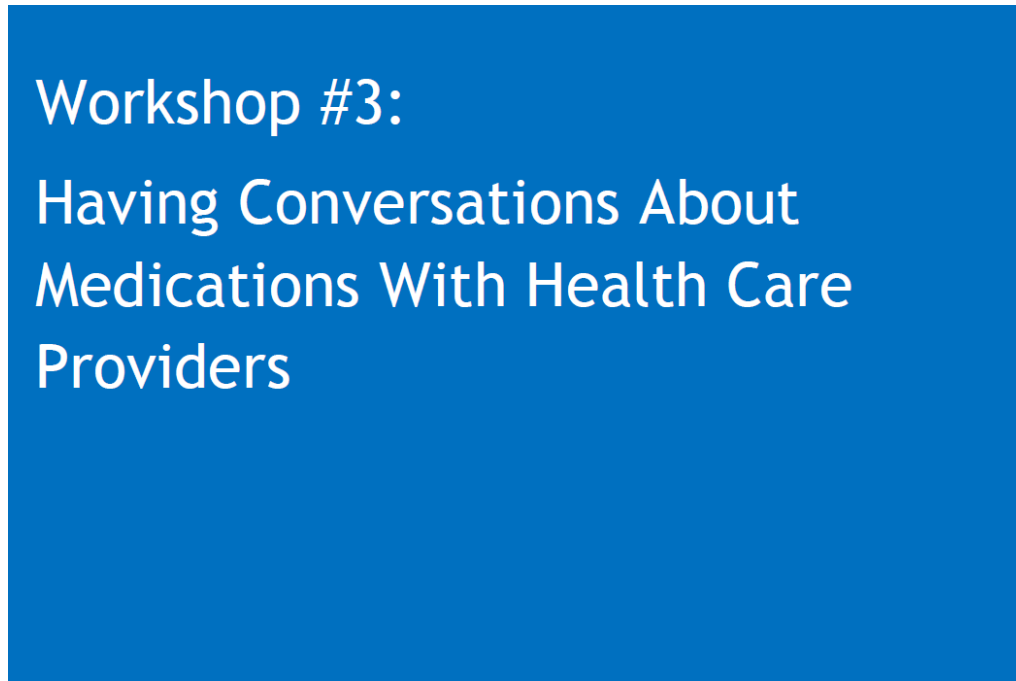 Workshop #3:
Having Conversations About
Medications With Health Care
Providers